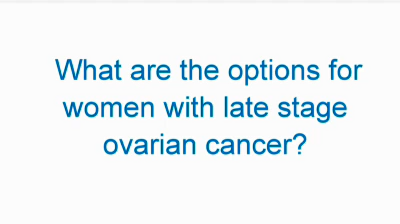 What are the options for
women with late stage
ovarian cancer?